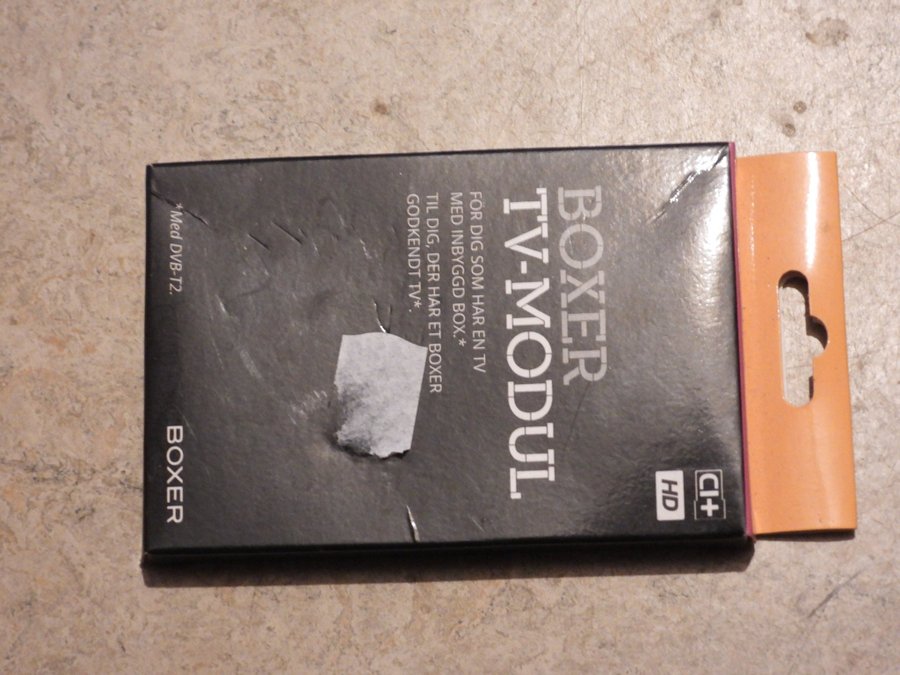 BOXER
TV-MODUL
FÖR DIG SOM HAR EN TV
MED INBYGGD BOX.*
TIL DIG, DER HAR ET BOXER
GODKENDT TV*.
CI+
HD
*Med DVB-T2.
BOXER